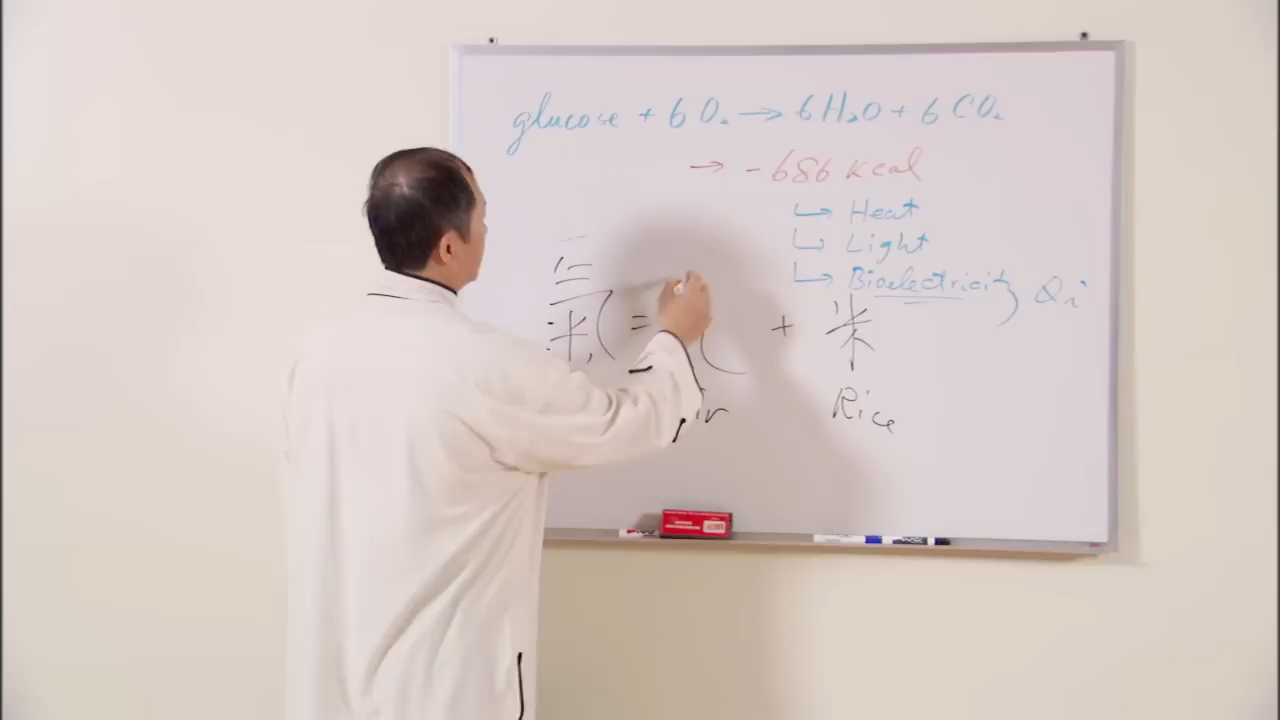 glucose + 6 O₂ → 6 H₂O + 6 CO₂
→ -686 kcal
↳ Heat
↳ Light
↳ Bioelectricity } Qi
氣 = + 米
Rice